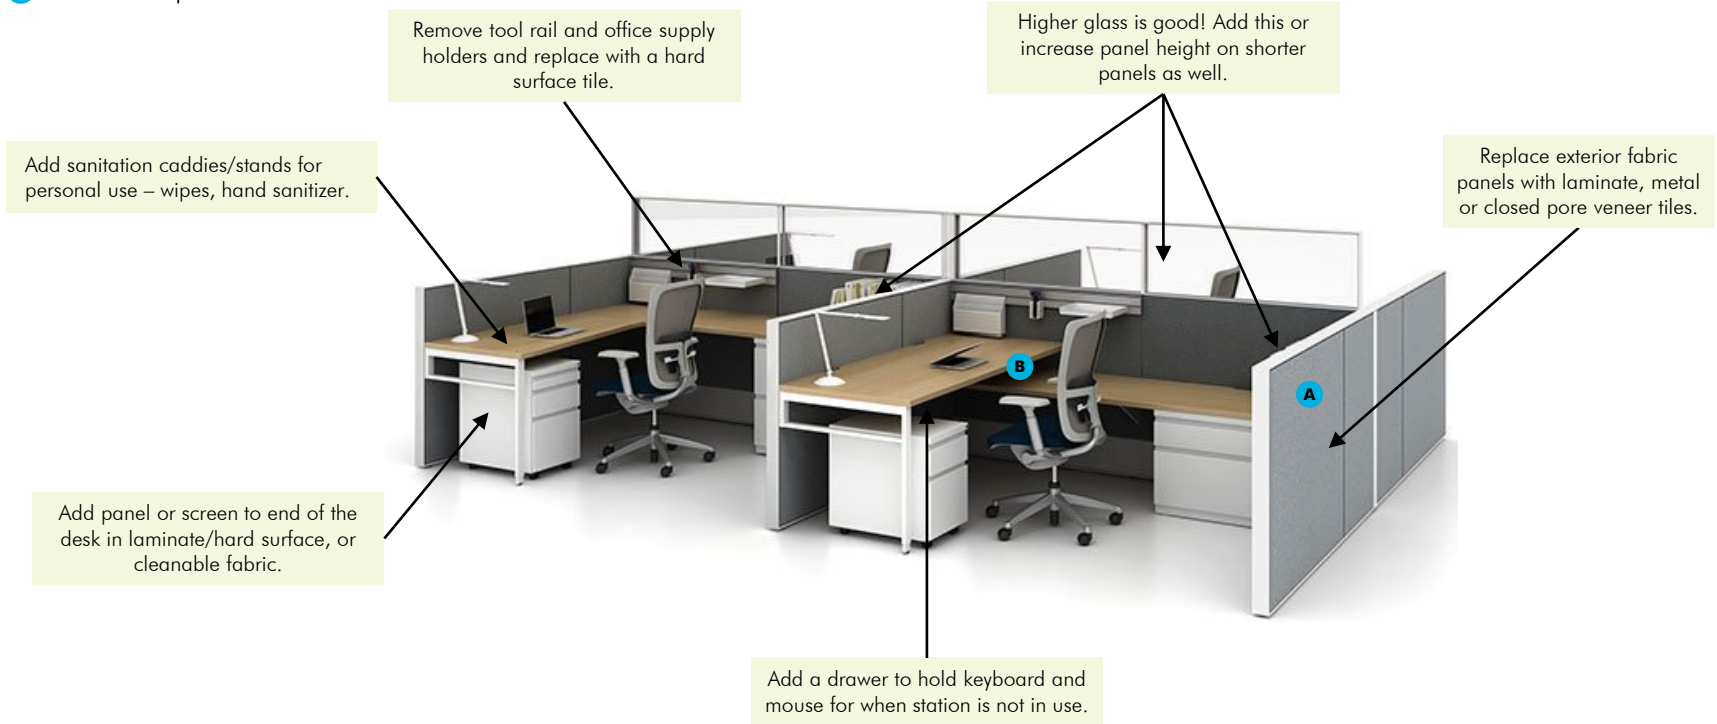 Remove tool rail and office supply
holders and replace with a hard
surface tile.
Higher glass is good! Add this or
increase panel height on shorter
panels as well.
Add sanitation caddies/stands for
personal use – wipes, hand sanitizer.
Replace exterior fabric
panels with laminate, metal
or closed pore veneer tiles.
B
A
Add panel or screen to end of the
desk in laminate/hard surface, or
cleanable fabric.
Add a drawer to hold keyboard and
mouse for when station is not in use.